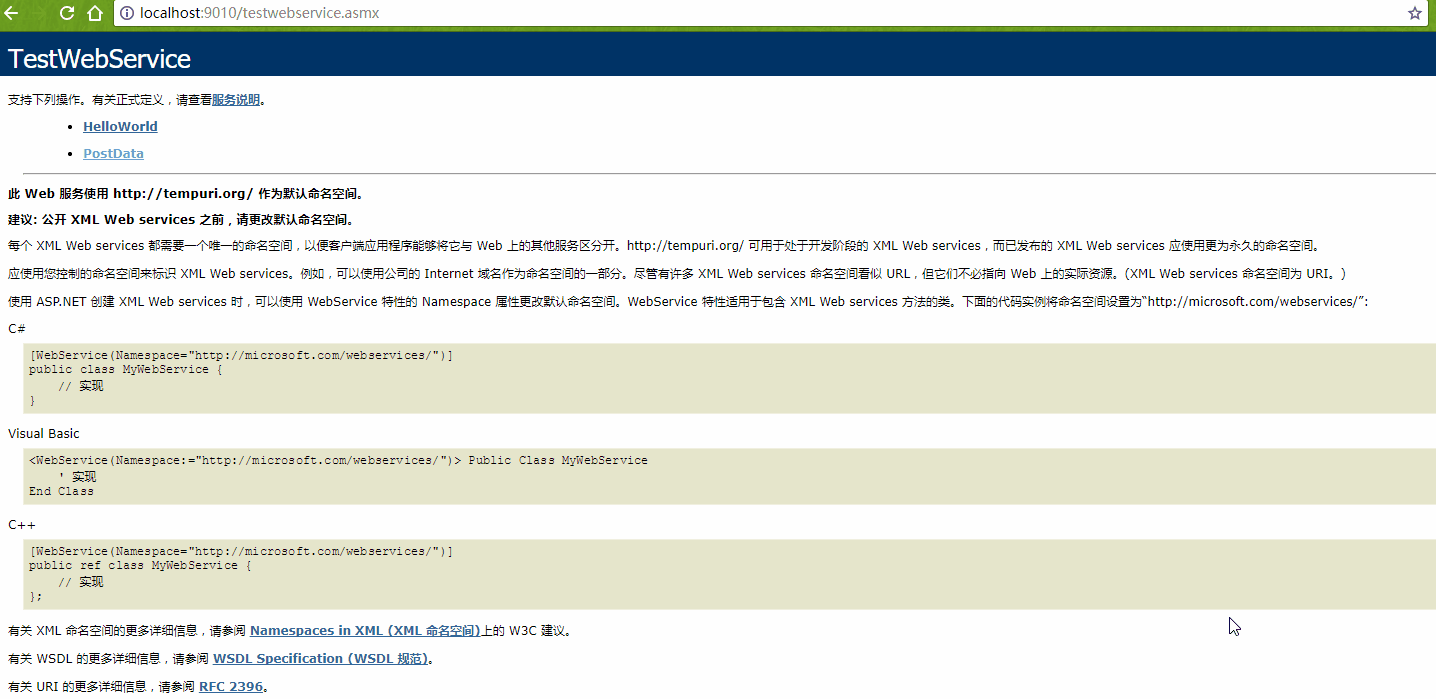 localhost:9010/testwebservice.asmx
TestWebService
支持下列操作。有关正式定义，请查看服务说明。
• HelloWorld
• PostData
此 Web 服务使用 http://tempuri.org/ 作为默认命名空间。
建议: 公开 XML Web services 之前，请更改默认命名空间。
每个 XML Web services 都需要一个唯一的命名空间，以便客户端应用程序能够将它与 Web 上的其他服务区分开。http://tempuri.org/ 可用于处于开发阶段的 XML Web services，而已发布的 XML Web services 应使用更为永久的命名空间。
应使用您控制的命名空间来标识 XML Web services。例如，可以使用公司的 Internet 域名作为命名空间的一部分。尽管有许多 XML Web services 命名空间看似 URL，但它们不必指向 Web 上的实际资源。(XML Web services 命名空间为 URI。)
使用 ASP.NET 创建 XML Web services 时，可以使用 WebService 特性的 Namespace 属性更改默认命名空间。WebService 特性适用于包含 XML Web services 方法的类。下面的代码实例将命名空间设置为“http://microsoft.com/webservices/”:
C#
[WebService(Namespace="http://microsoft.com/webservices/")]
public class MyWebService {
    // 实现
}
Visual Basic
<WebService(Namespace:="http://microsoft.com/webservices/")> Public Class MyWebService
    ' 实现
End Class
C++
[WebService(Namespace="http://microsoft.com/webservices/")]
public ref class MyWebService {
    // 实现
};
有关 XML 命名空间的更多详细信息，请参阅 Namespaces in XML (XML 命名空间)上的 W3C 建议。
有关 WSDL 的更多详细信息，请参阅 WSDL Specification (WSDL 规范)。
有关 URI 的更多详细信息，请参阅 RFC 2396。